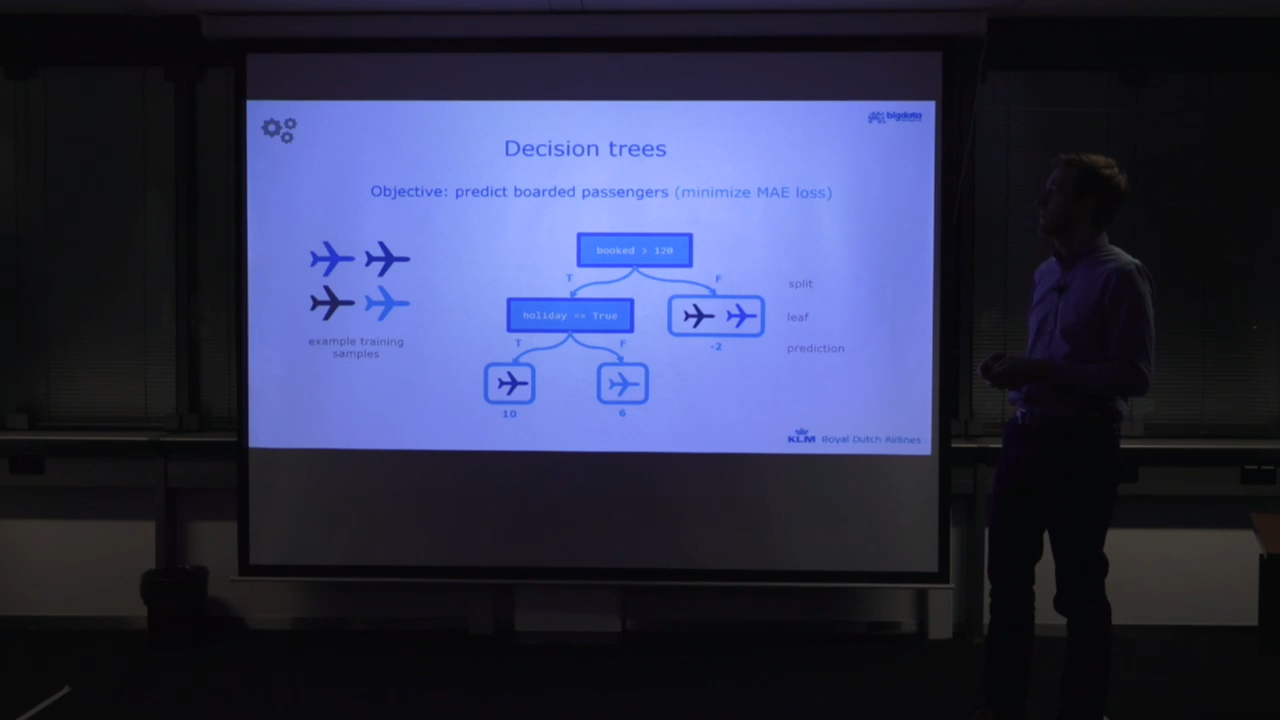 bigdata
Decision trees
Objective: predict boarded passengers (minimize MAE loss)
booked > 120
T
F
split
holiday == True
leaf
T
F
-2
prediction
example training
samples
10
6
KLM Royal Dutch Airlines